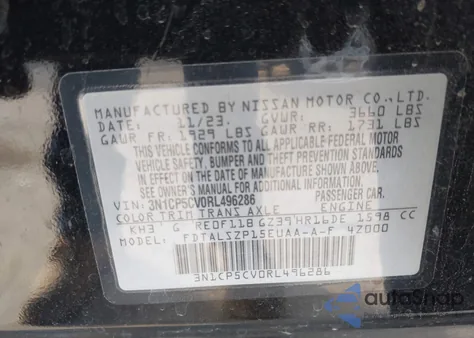 MANUFACTURED BY NISSAN MOTOR CO., LTD.
DATE: 11/23. GVWR: 3660 LBS
GAWR FR: 1929 LBS GAWR RR: 1731 LBS
THIS VEHICLE CONFORMS TO ALL APPLICABLE FEDERAL MOTOR
VEHICLE SAFETY, BUMPER AND THEFT PREVENTION STANDARDS
IN EFFECT ON THE DATE OF MANUFACTURE SHOWN ABOVE.
SEE OWNER'S MANUAL FOR ADDITIONAL INFORMATION.
VIN: 3N1CP5CV0RL496286 PASSENGER CAR.
COLOR TRIM TRANS AXLE ENGINE
KH3 G RE0F11B GZ39 HR16DE 1598 CC
FDTALSZP15EUAA-A-F 4Z000
3N1CP5CV0RL496286
autoSnap